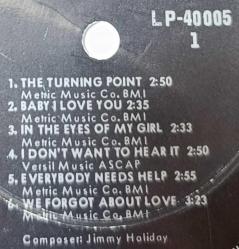 LP-40005
1
1. THE TURNING POINT 2:50
Metric Music Co. BMI
2. BABY I LOVE YOU 2:35
Metric Music Co. BMI
3. IN THE EYES OF MY GIRL 2:33
Metric Music Co. BMI
4. I DON'T WANT TO HEAR IT 2:50
Versil Music ASCAP
5. EVERYBODY NEEDS HELP 2:55
Metric Music Co. BMI
6. WE FORGOT ABOUT LOVE 3:23
Metric Music Co. BMI
Composer: Jimmy Holiday